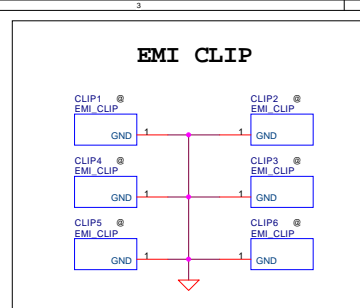 3
EMI CLIP
CLIP1 @
EMI_CLIP
GND 1
CLIP2 @
EMI_CLIP
1 GND
CLIP4 @
EMI_CLIP
GND 1
CLIP3 @
EMI_CLIP
1 GND
CLIP5 @
EMI_CLIP
GND 1
CLIP6 @
EMI_CLIP
1 GND